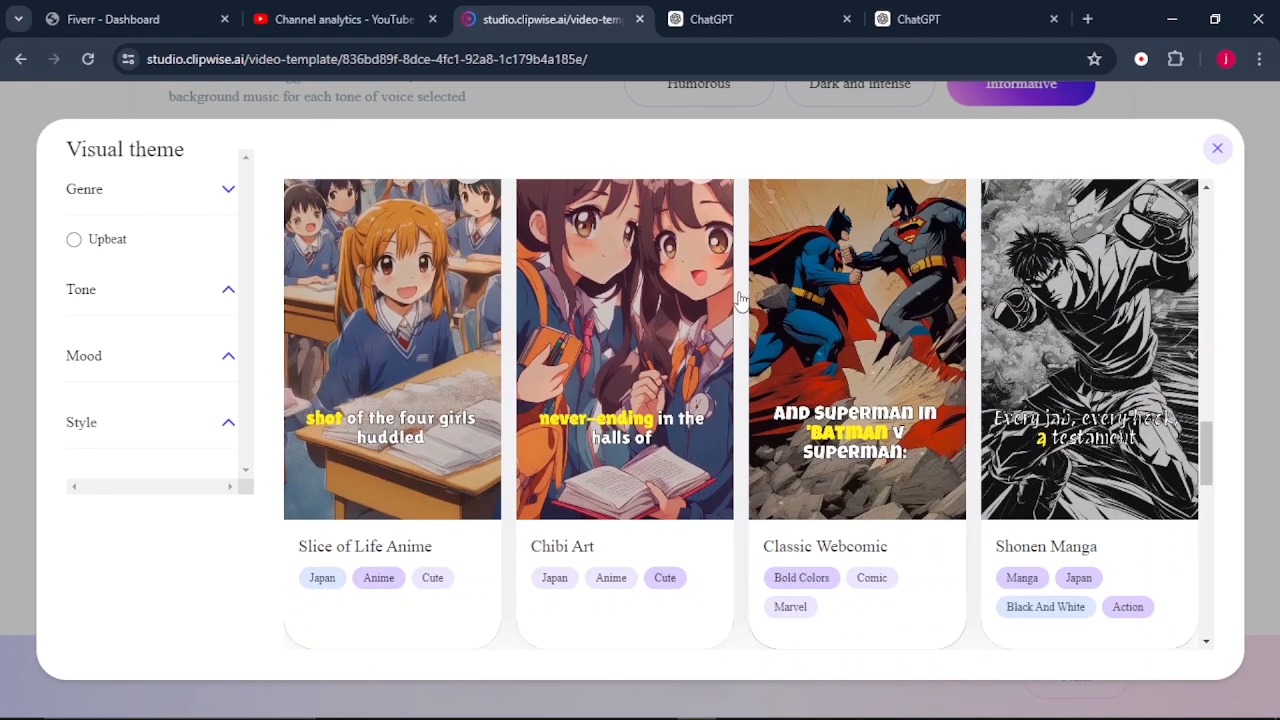 Fiverr - Dashboard
Channel analytics - YouTube
studio.clipwise.ai/video-temp
ChatGPT
ChatGPT
studio.clipwise.ai/video-template/836bd89f-8dce-4fc1-92a8-1c179b4a185e/
j
background music for each tone of voice selected
Humorous
Dark and Intense
Informative
Visual theme
Genre
Upbeat
Tone
Mood
Style
shot of the four girls
huddled
Slice of Life Anime
Japan
Anime
Cute
never-ending in the
halls of
Chibi Art
Japan
Anime
Cute
AND SUPERMAN IN
'BATMAN V
SUPERMAN:
Classic Webcomic
Bold Colors
Comic
Marvel
Every jab, every hook,
a testament
Shonen Manga
Manga
Japan
Black And White
Action